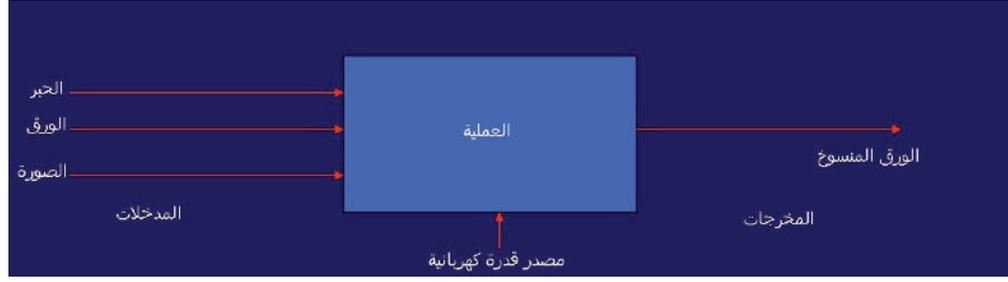 الحبر
الورق
الصورة
المدخلات
العملية
مصدر قدرة كهربائية
الورق المنسوخ
المخرجات